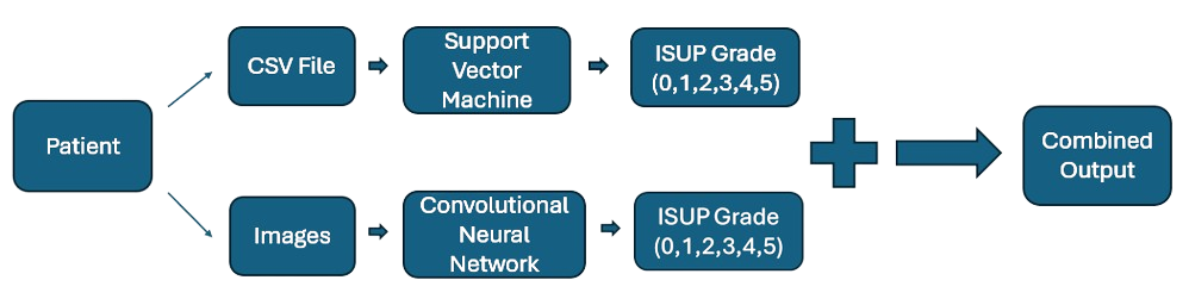 Patient
CSV File
Support
Vector
Machine
ISUP Grade
(0,1,2,3,4,5)
Images
Convolutional
Neural
Network
ISUP Grade
(0,1,2,3,4,5)
Combined
Output